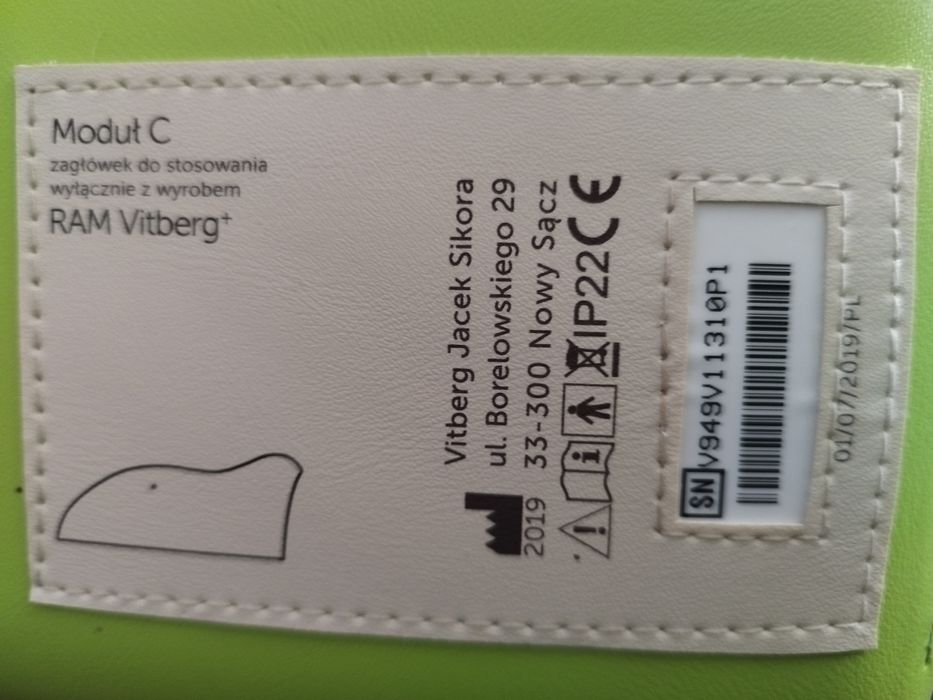 Moduł C
zagłówek do stosowania
wyłącznie z wyrobem
RAM Vitberg+
Vitberg Jacek Sikora
ul. Borelowskiego 29
33-300 Nowy Sącz
2019
IP22 CE
SN V949V11310P1
01/07/2019/PL